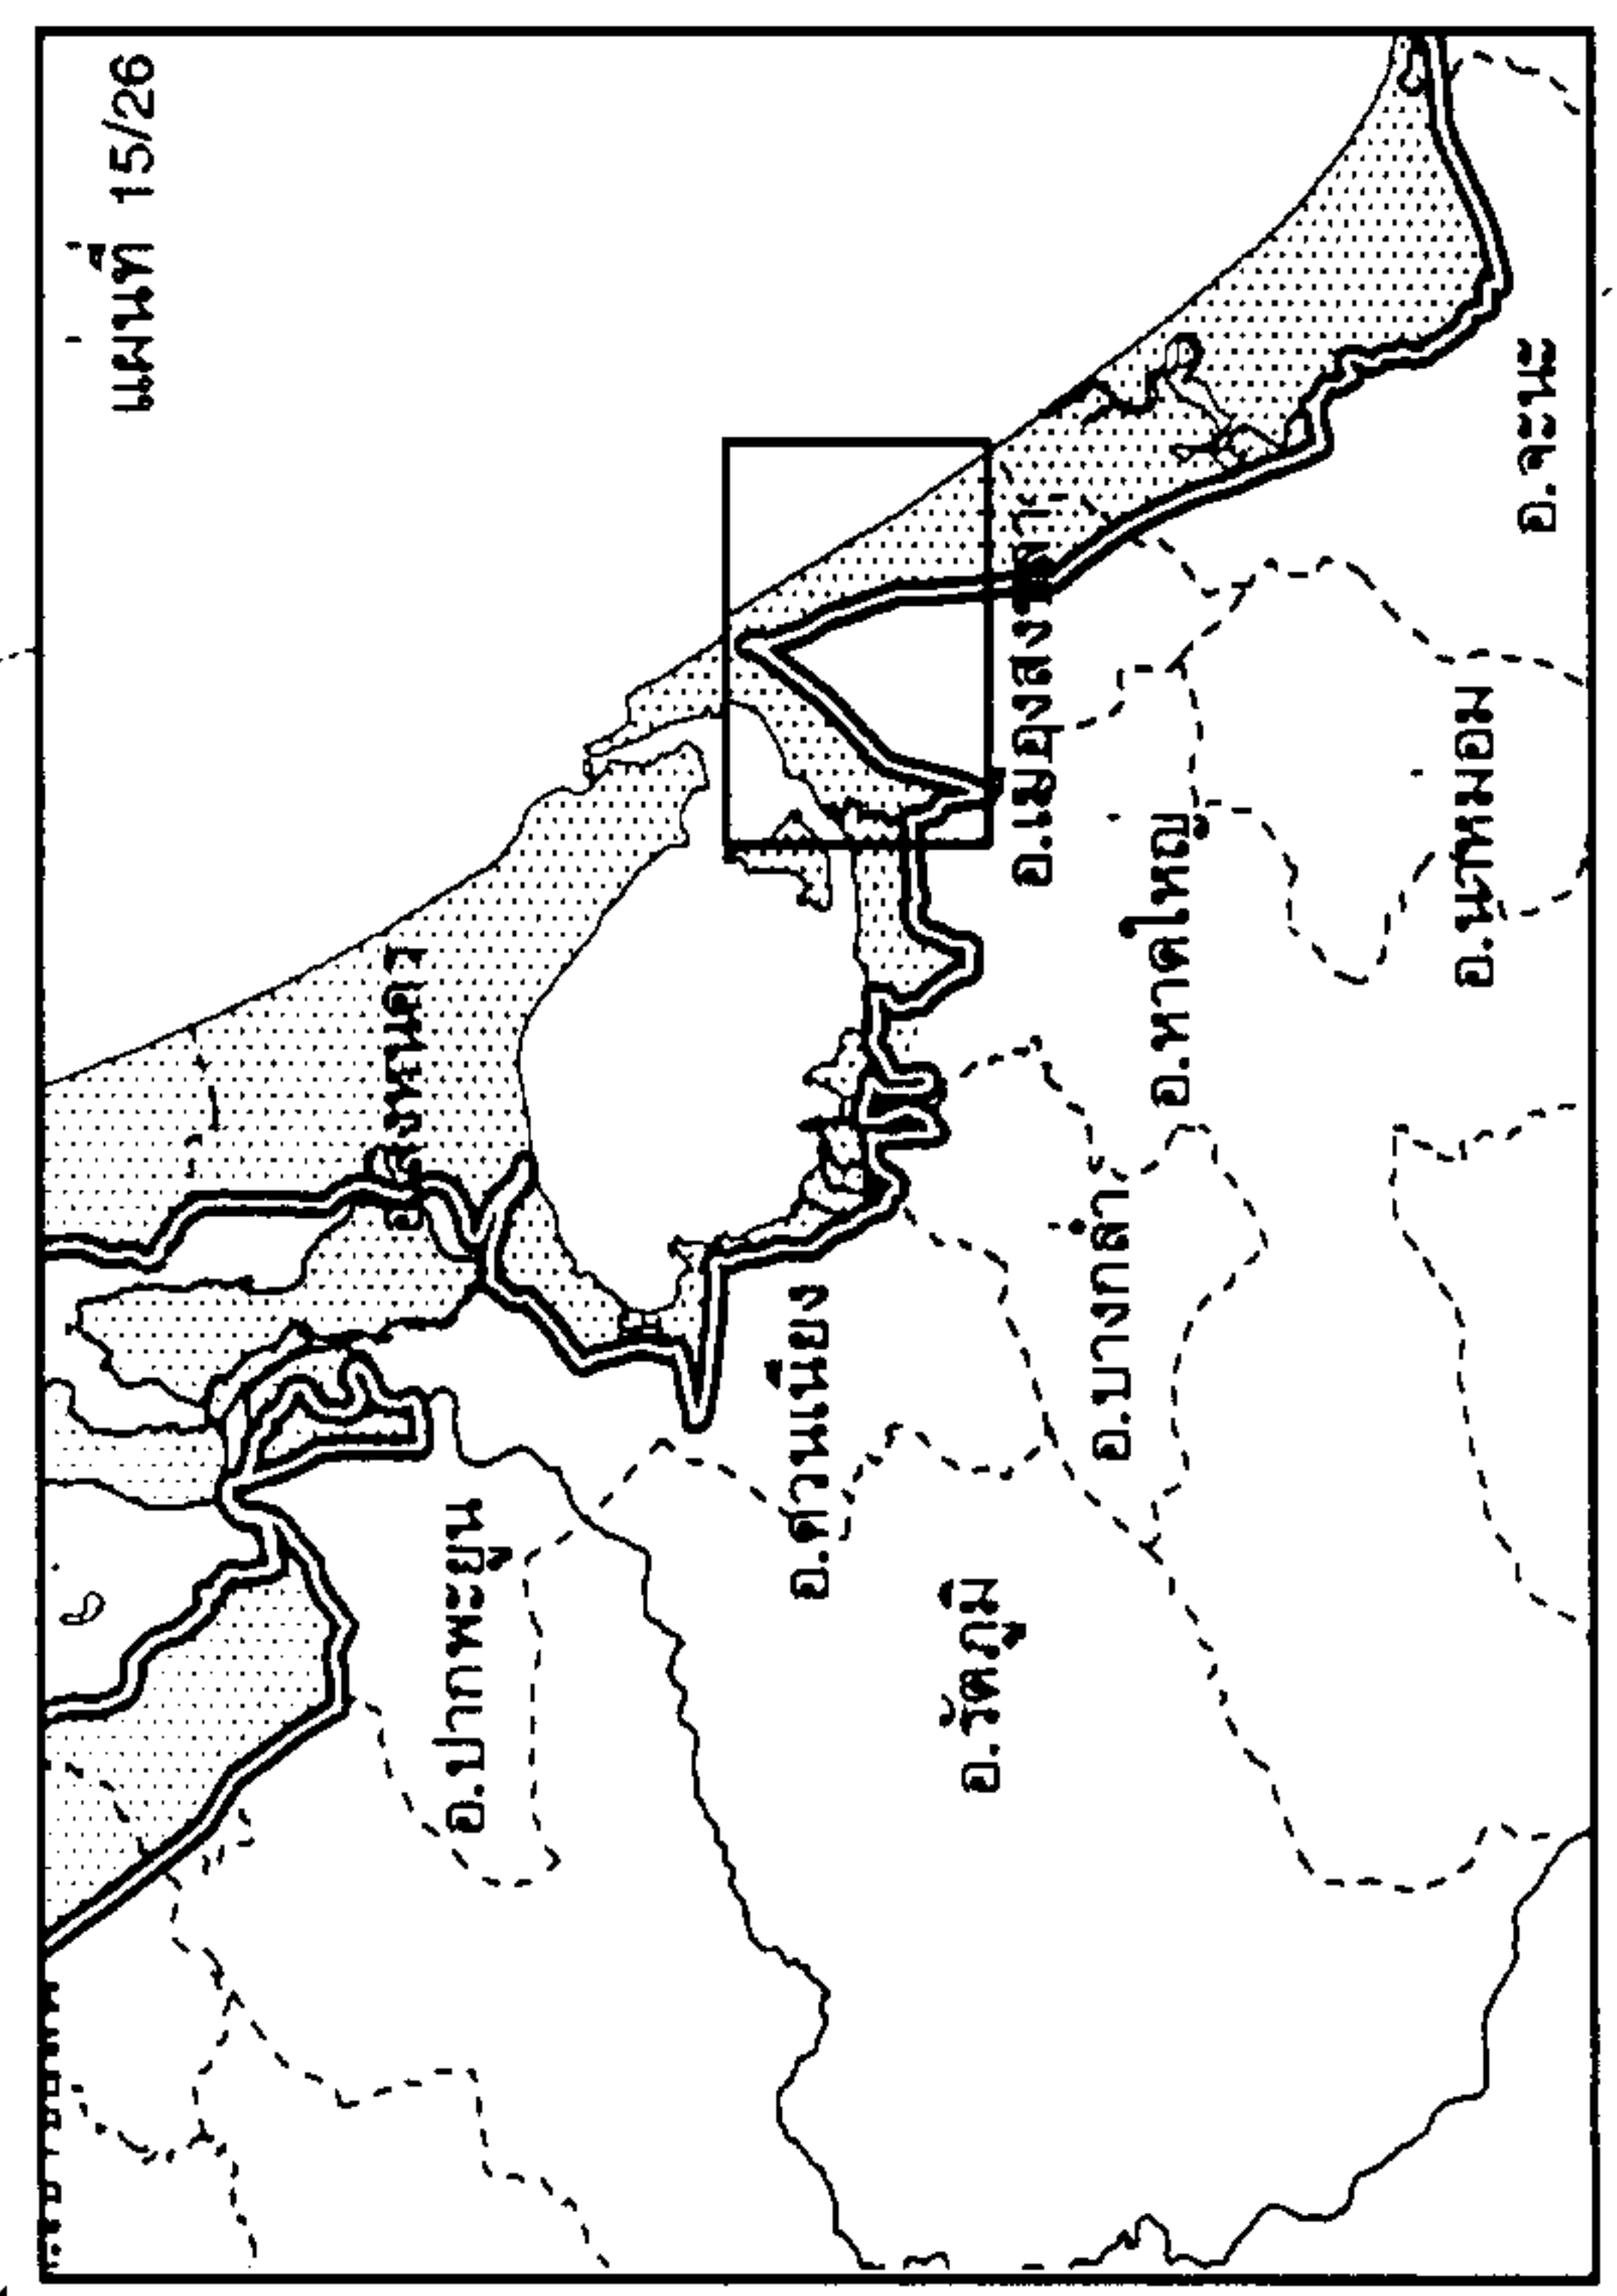 แผ่นที่ 15/26
อ.สิงหนคร
อ.ปากพะยูน
อ.ควนเนียง
อ.เมืองสงขลา
อ.รัตภูมิ
อ.บางกล่ำ
อ.หาดใหญ่
อ.นาหม่อม
อ.จะนะ